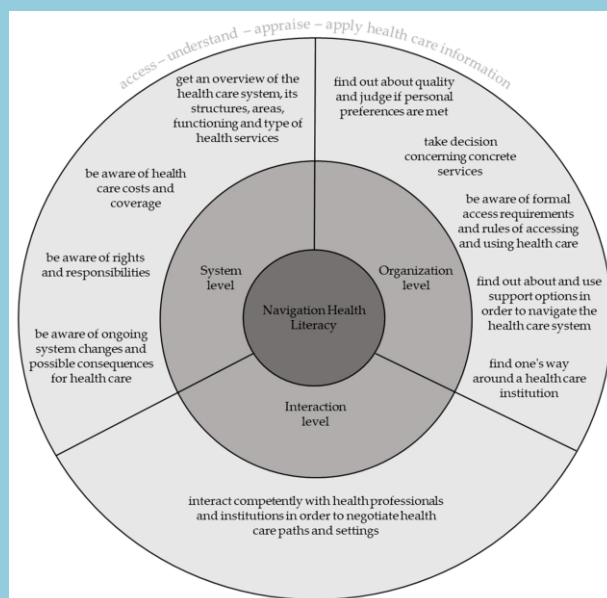 access – understand – appraise – apply health care information
get an overview of the
health care system, its
structures, areas,
functioning and type of
health services
be aware of health
care costs and
coverage
be aware of rights
and responsibilities
be aware of ongoing
system changes and
possible consequences
for health care
System
level
find out about quality
and judge if personal
preferences are met
take decision
concerning concrete
services
be aware of formal
access requirements
and rules of accessing
and using health care
find out about and use
support options in
order to navigate the
health care system
find one's way
around a health care
institution
Organization
level
Navigation Health
Literacy
Interaction
level
interact competently with health professionals
and institutions in order to negotiate health
care paths and settings